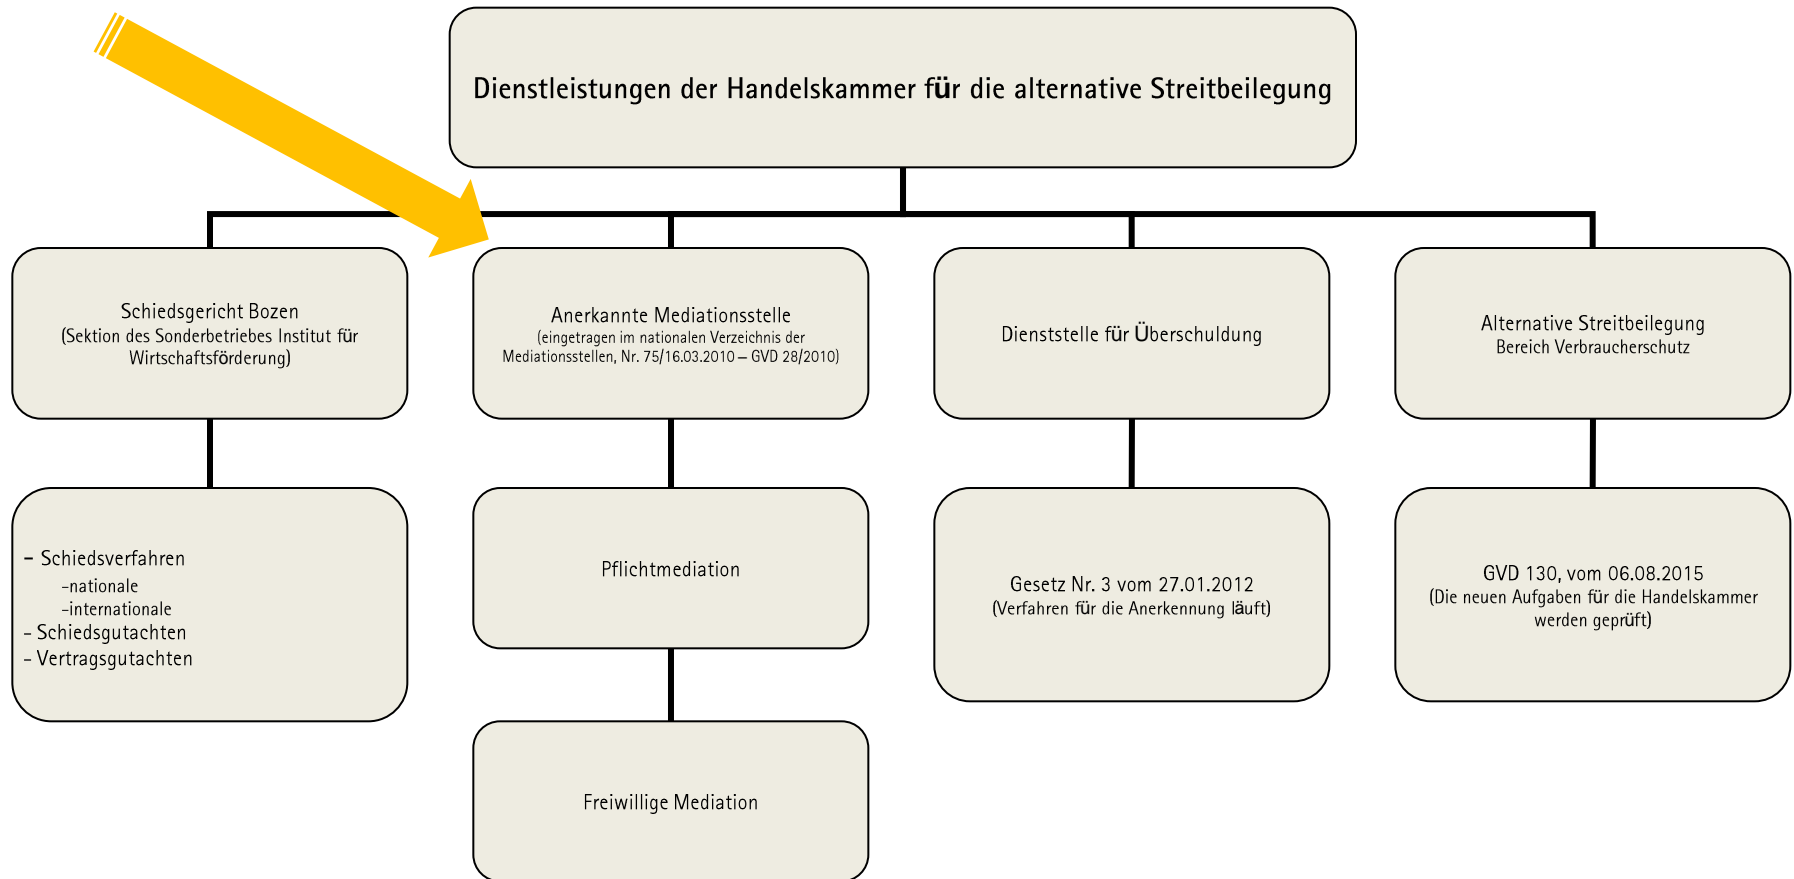 Dienstleistungen der Handelskammer für die alternative Streitbeilegung
Schiedsgericht Bozen
(Sektion des Sonderbetriebes Institut für
Wirtschaftsförderung)
Anerkannte Mediationsstelle
(eingetragen im nationalen Verzeichnis der
Mediationsstellen, Nr. 75/16.03.2010 – GVD 28/2010)
Dienststelle für Überschuldung
Alternative Streitbeilegung
Bereich Verbraucherschutz
- Schiedsverfahren
-nationale
-internationale
- Schiedsgutachten
- Vertragsgutachten
Pflichtmediation
Gesetz Nr. 3 vom 27.01.2012
(Verfahren für die Anerkennung läuft)
GVD 130, vom 06.08.2015
(Die neuen Aufgaben für die Handelskammer
werden geprüft)
Freiwillige Mediation